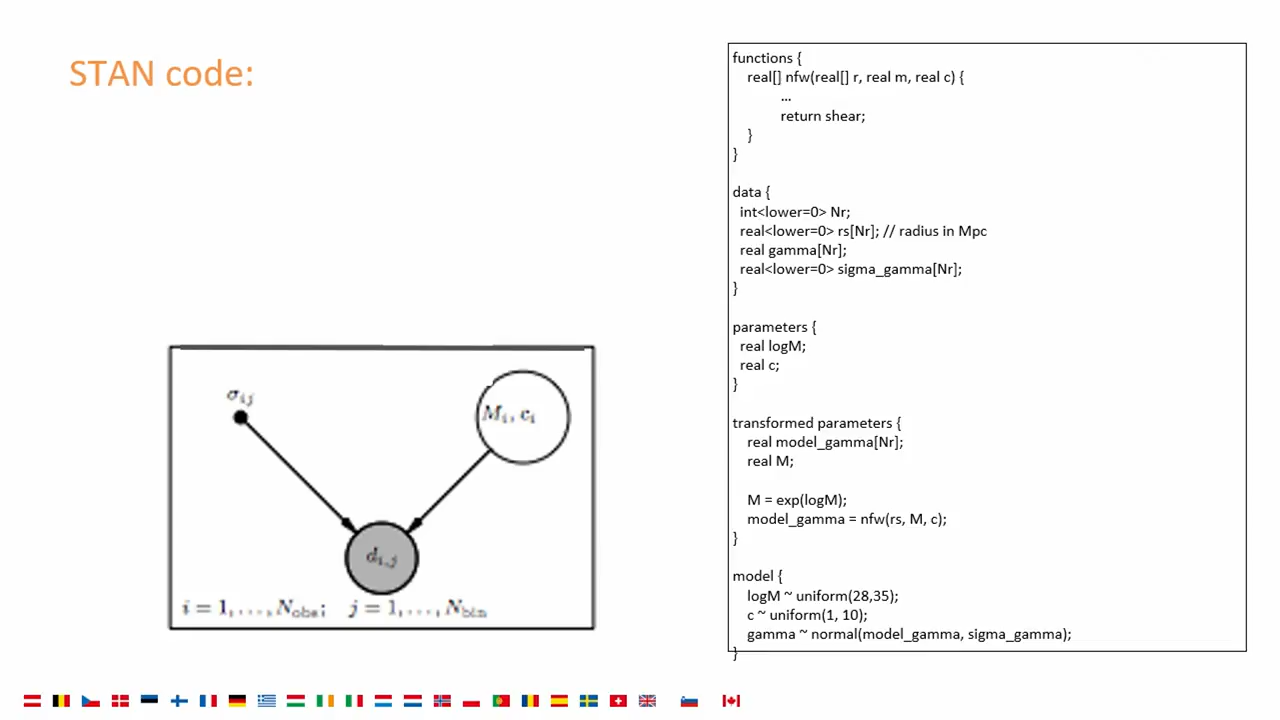 STAN code:
functions {
real[] nfw(real[] r, real m, real c) {
...
return shear;
}
}
data {
int<lower=0> Nr;
real<lower=0> rs[Nr]; // radius in Mpc
real gamma[Nr];
real<lower=0> sigma_gamma[Nr];
}
parameters {
real logM;
real c;
}
transformed parameters {
real model_gamma[Nr];
real M;
M = exp(logM);
model_gamma = nfw(rs, M, c);
}
model {
logM ~ uniform(28,35);
c ~ uniform(1, 10);
gamma ~ normal(model_gamma, sigma_gamma);
}
σij
Mi, ci
di,j
i = 1, . . . , Nobs; j = 1, . . . , Nbin